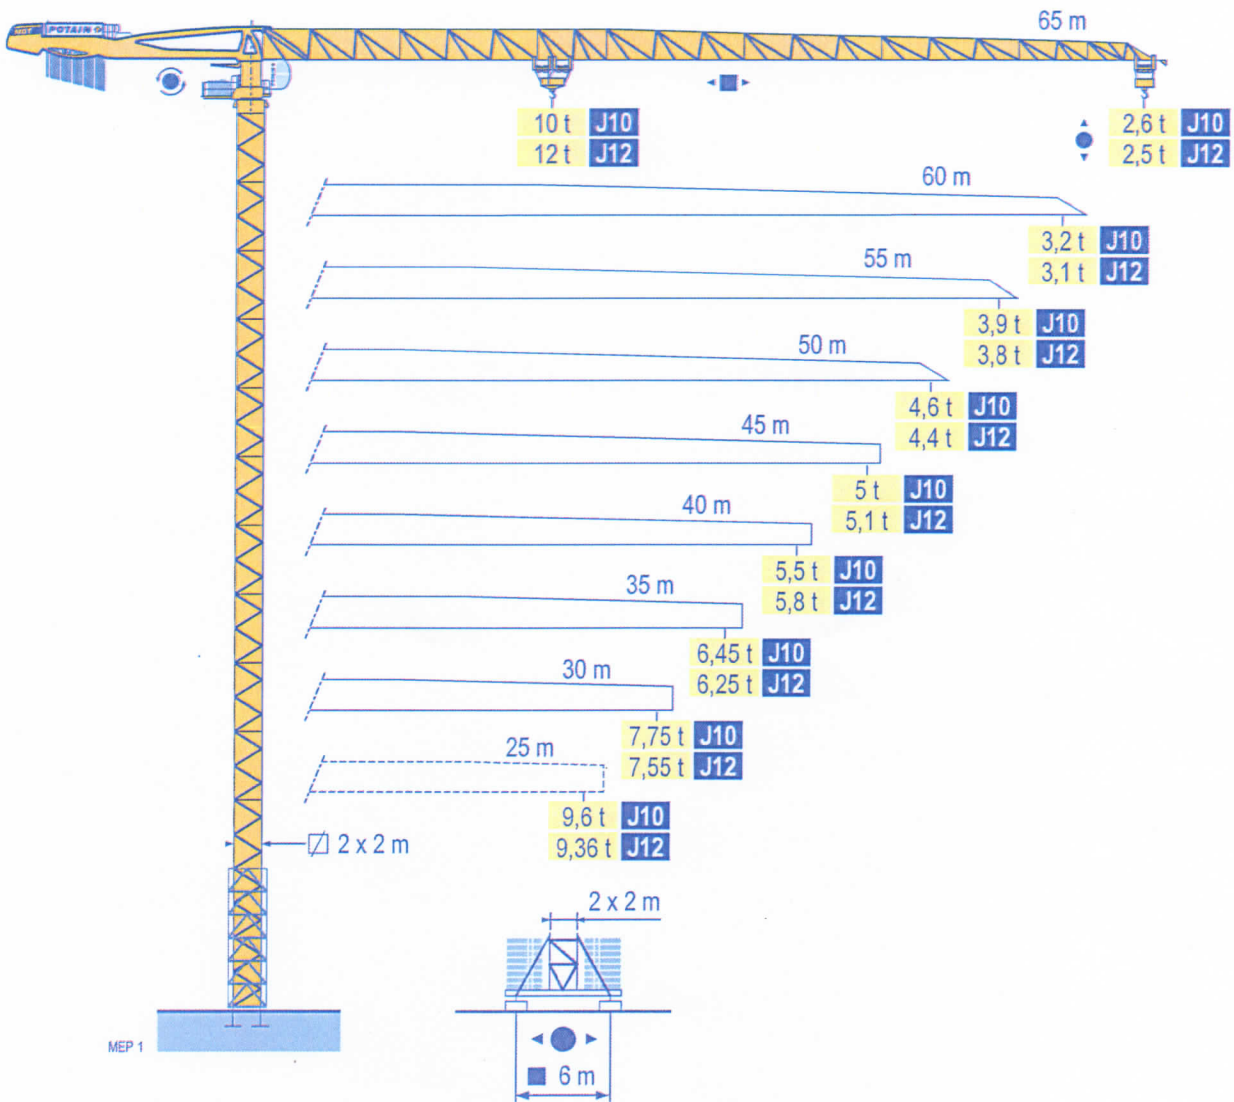 MDT POTAIN
65 m
10 t J10
12 t J12
2,6 t J10
2,5 t J12
60 m
3,2 t J10
3,1 t J12
55 m
3,9 t J10
3,8 t J12
50 m
4,6 t J10
4,4 t J12
45 m
5 t J10
5,1 t J12
40 m
5,5 t J10
5,8 t J12
35 m
6,45 t J10
6,25 t J12
30 m
7,75 t J10
7,55 t J12
25 m
9,6 t J10
9,36 t J12
2 x 2 m
2 x 2 m
MEP 1
6 m